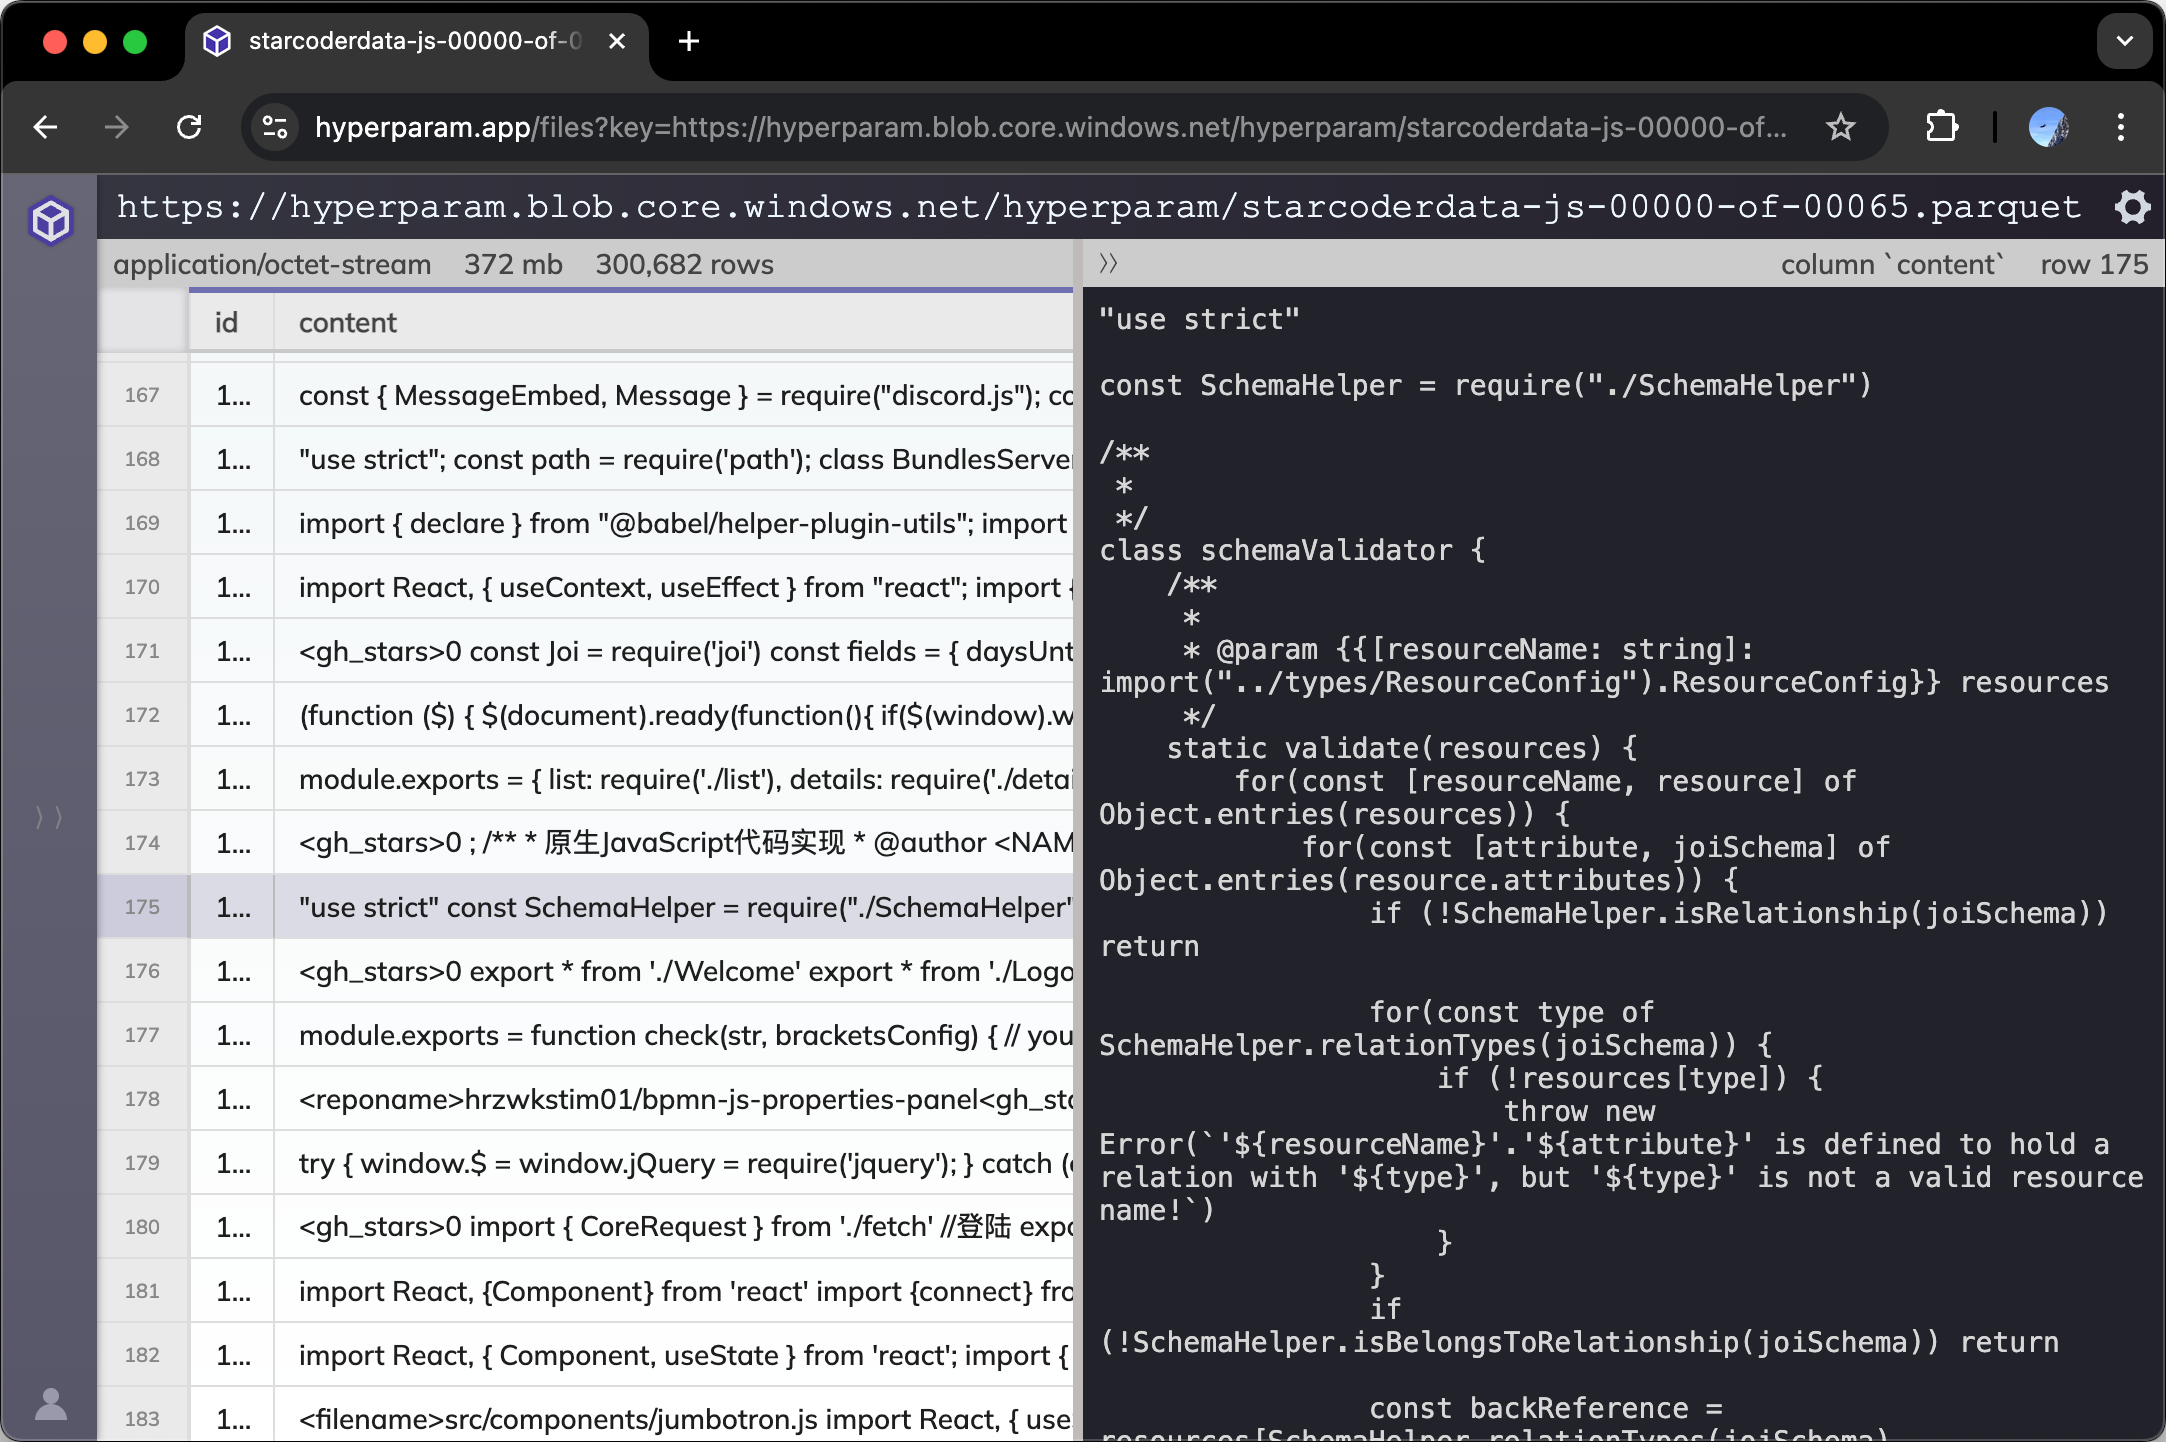 starcoderdata-js-00000-of-0
hyperparam.app/files?key=https://hyperparam.blob.core.windows.net/hyperparam/starcoderdata-js-00000-of...
https://hyperparam.blob.core.windows.net/hyperparam/starcoderdata-js-00000-of-00065.parquet
application/octet-stream 372 mb 300,682 rows
id content
167 1... const { MessageEmbed, Message } = require("discord.js"); co
168 1... "use strict"; const path = require('path'); class BundlesServer
169 1... import { declare } from "@babel/helper-plugin-utils"; import
170 1... import React, { useContext, useEffect } from "react"; import {
171 1... <gh_stars>0 const Joi = require('joi') const fields = { daysUnt
172 1... (function ($) { $(document).ready(function(){ if($(window).w
173 1... module.exports = { list: require('./list'), details: require('./detai
174 1... <gh_stars>0 ; /** * 原生JavaScript代码实现 * @author <NAM
175 1... "use strict" const SchemaHelper = require("./SchemaHelper"
176 1... <gh_stars>0 export * from './Welcome' export * from './Logo
177 1... module.exports = function check(str, bracketsConfig) { // you
178 1... <reponame>hrzwkstim01/bpmn-js-properties-panel<gh_sta
179 1... try { window.$ = window.jQuery = require('jquery'); } catch (
180 1... <gh_stars>0 import { CoreRequest } from './fetch' //登陆 expo
181 1... import React, {Component} from 'react' import {connect} fro
182 1... import React, { Component, useState } from 'react'; import {
183 1... <filename>src/components/jumbotron.js import React, { use
column `content` row 175
"use strict"
const SchemaHelper = require("./SchemaHelper")
/**
*
*/
class schemaValidator {
/**
*
* @param {{[resourceName: string]:
import("../types/ResourceConfig").ResourceConfig}} resources
*/
static validate(resources) {
for(const [resourceName, resource] of
Object.entries(resources)) {
for(const [attribute, joiSchema] of
Object.entries(resource.attributes)) {
if (!SchemaHelper.isRelationship(joiSchema))
return
for(const type of
SchemaHelper.relationTypes(joiSchema)) {
if (!resources[type]) {
throw new
Error(`'${resourceName}'.'${attribute}' is defined to hold a
relation with '${type}', but '${type}' is not a valid resource
name!`)
}
}
if
(!SchemaHelper.isBelongsToRelationship(joiSchema)) return
const backReference =
resources[SchemaHelper.relationTypes(joiSchema)